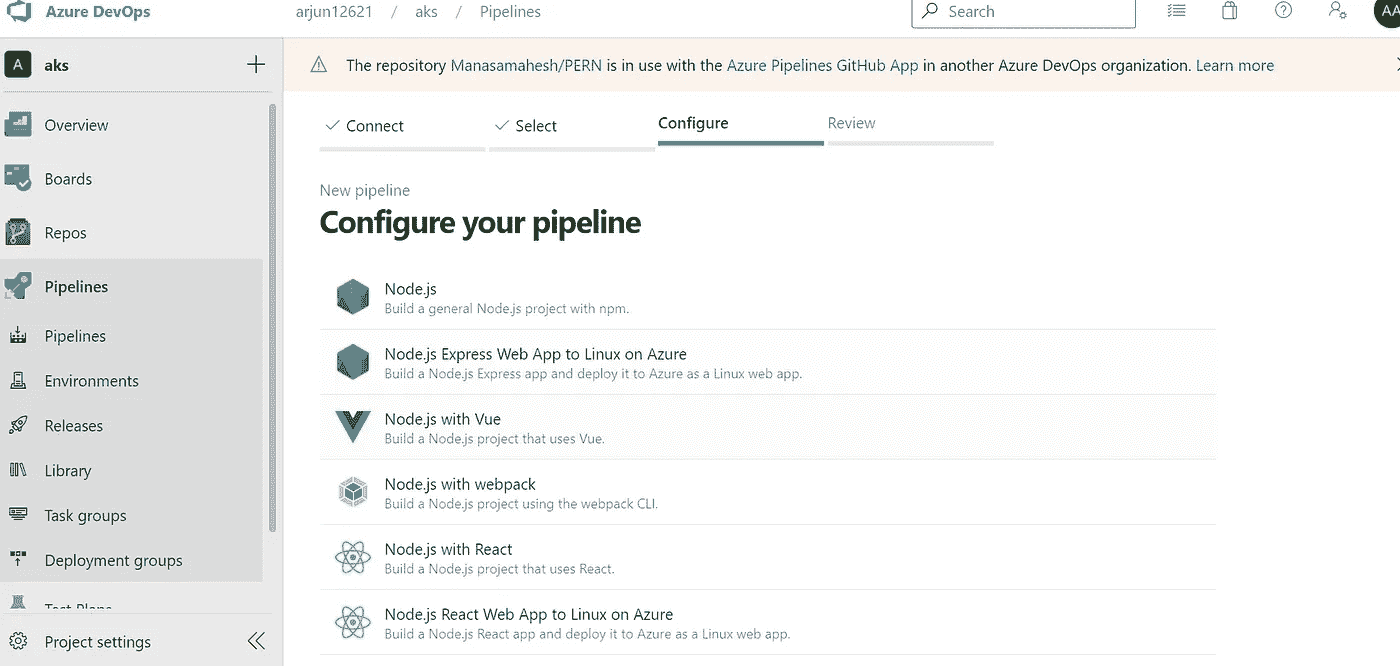 Azure DevOps
arjun12621 / aks / Pipelines
Search
AA
A aks
The repository Manasamahesh/PERN is in use with the Azure Pipelines GitHub App in another Azure DevOps organization. Learn more
Overview
Boards
Repos
Pipelines
Pipelines
Environments
Releases
Library
Task groups
Deployment groups
Test Plans
Project settings
Connect
Select
Configure
Review
New pipeline
Configure your pipeline
Node.js
Build a general Node.js project with npm.
Node.js Express Web App to Linux on Azure
Build a Node.js Express app and deploy it to Azure as a Linux web app.
Node.js with Vue
Build a Node.js project that uses Vue.
Node.js with webpack
Build a Node.js project using the webpack CLI.
Node.js with React
Build a Node.js project that uses React.
Node.js React Web App to Linux on Azure
Build a Node.js React app and deploy it to Azure as a Linux web app.